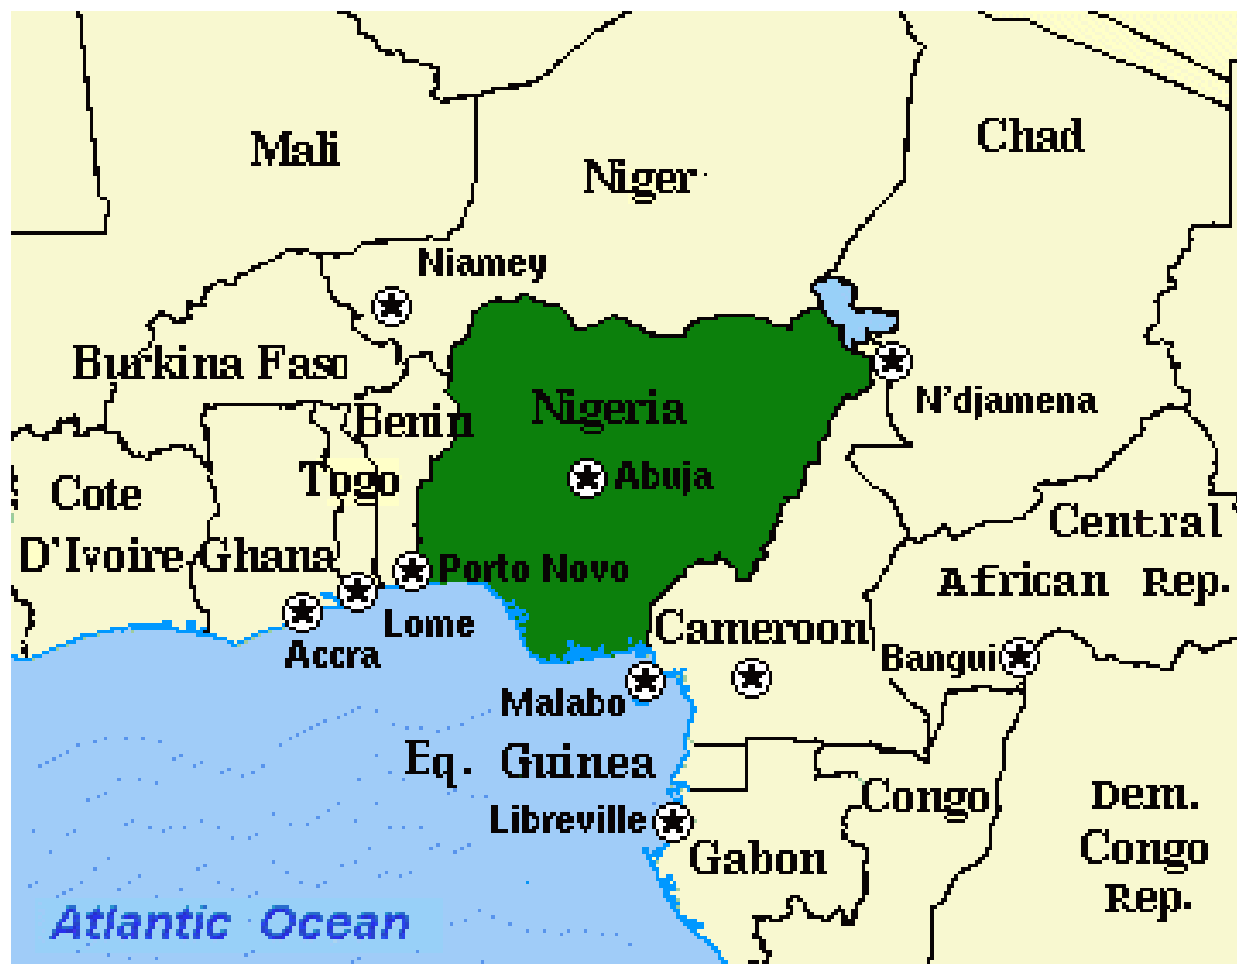 Mali
Niger
Chad
Niamey
Burkina Faso
Benin
Nigeria
N'djamena
Togo
Abuja
Cote
D'Ivoire
Ghana
Central
African Rep.
Porto Novo
Lome
Accra
Cameroon
Bangui
Malabo
Eq. Guinea
Libreville
Congo
Gabon
Dem.
Congo
Rep.
Atlantic Ocean